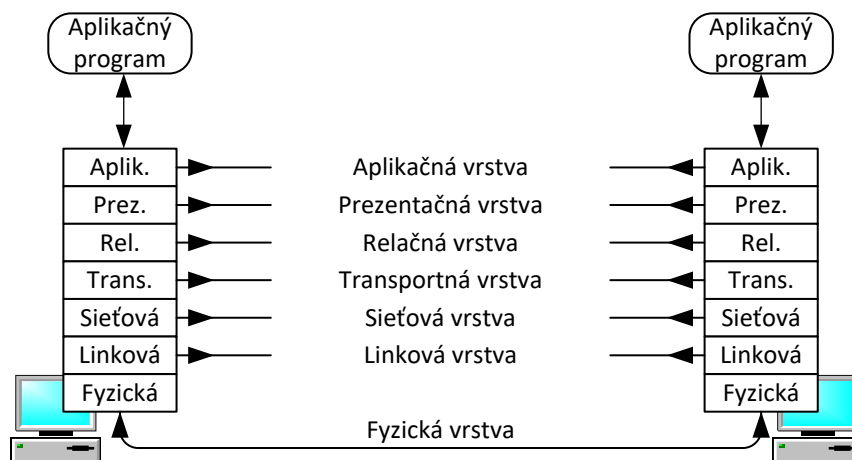 Aplikačný
program
Aplikačný
program
Aplik.
Aplikačná vrstva
Aplik.
Prez.
Prezentačná vrstva
Prez.
Rel.
Relačná vrstva
Rel.
Trans.
Transportná vrstva
Trans.
Sieťová
Sieťová vrstva
Sieťová
Linková
Linková vrstva
Linková
Fyzická
Fyzická
Fyzická vrstva